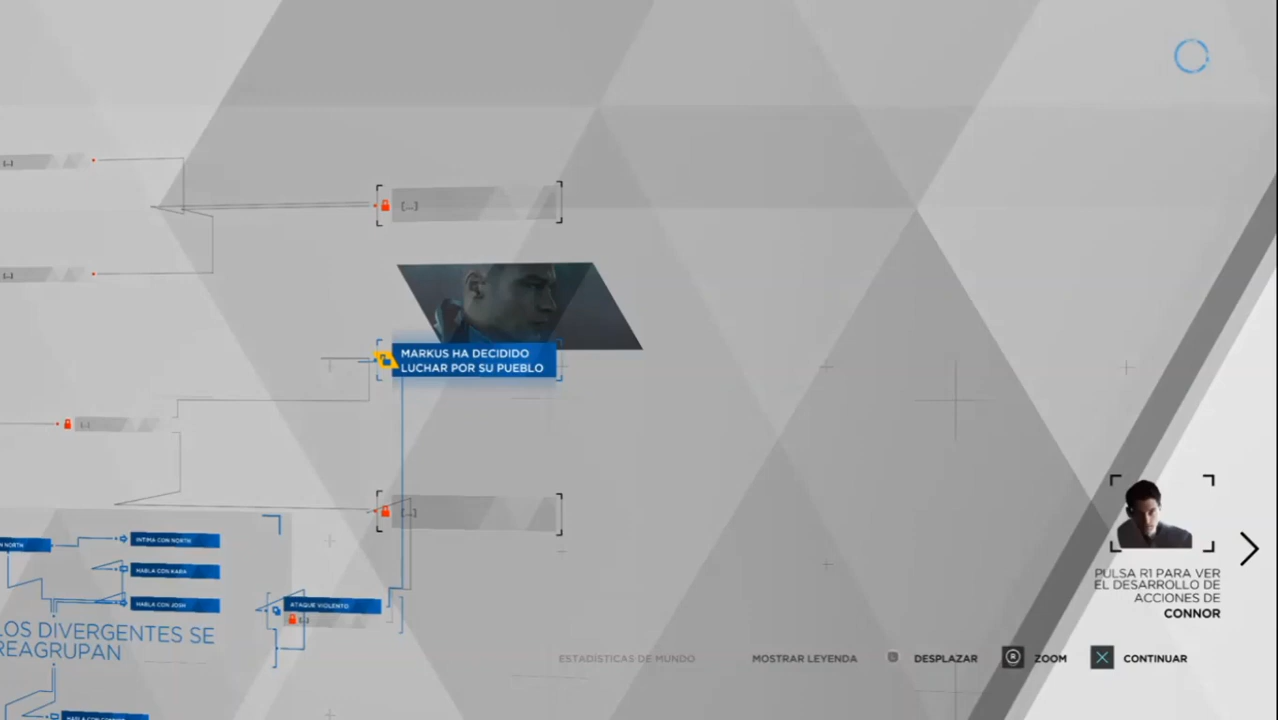 [...]
[...]
[...]
MARKUS HA DECIDIDO
LUCHAR POR SU PUEBLO
[...]
[...]
INTIMA CON NORTH
N NORTH
HABLA CON KARA
HABLA CON JOSH
ATAQUE VIOLENTO
[...]
LOS DIVERGENTES SE
REAGRUPAN
PULSA R1 PARA VER
EL DESARROLLO DE
ACCIONES DE
CONNOR
ESTADÍSTICAS DE MUNDO
MOSTRAR LEYENDA
L
DESPLAZAR
R
ZOOM
CONTINUAR